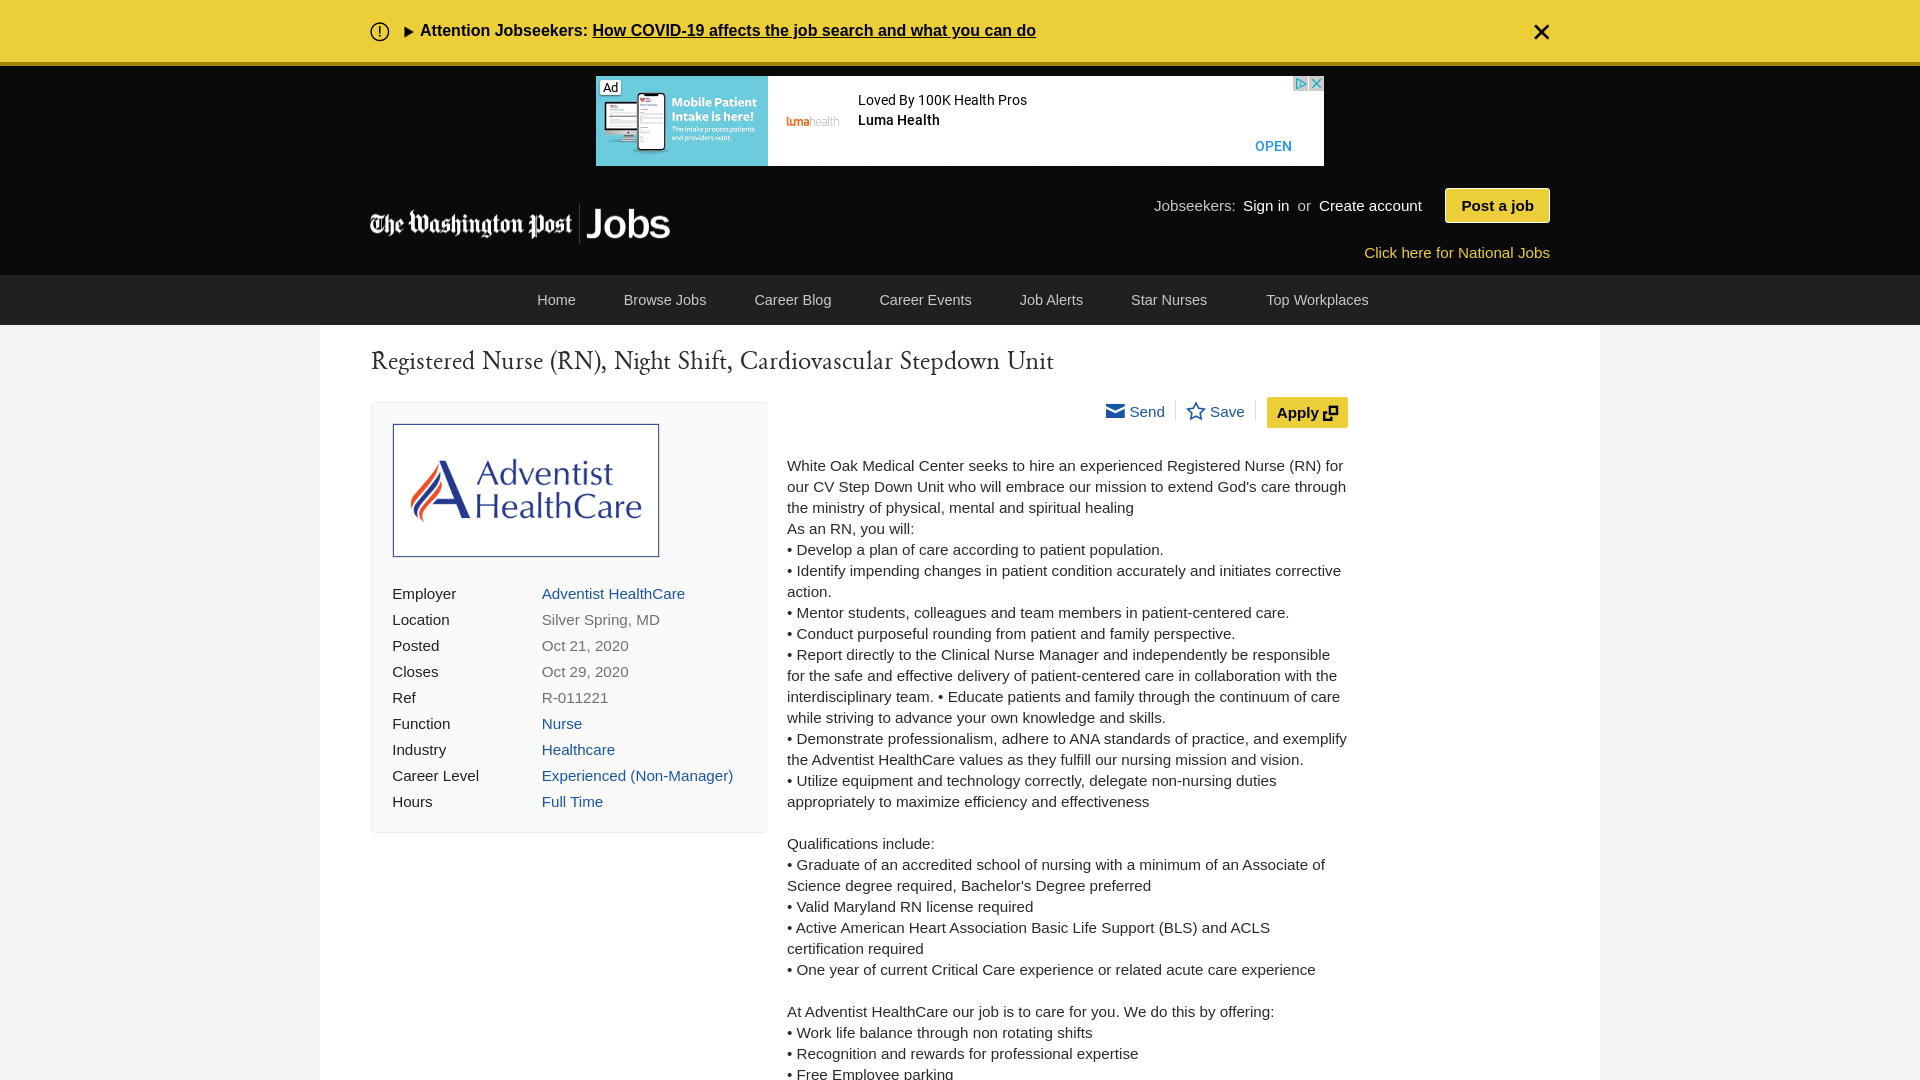 Attention Jobseekers: How COVID-19 affects the job search and what you can do
Ad
Mobile Patient
Intake is here!
The intake process patients
and providers want.
lumahealth
Loved By 100K Health Pros
Luma Health
OPEN
The Washington Post Jobs
Jobseekers: Sign in or Create account
Post a job
Click here for National Jobs
Home Browse Jobs Career Blog Career Events Job Alerts Star Nurses Top Workplaces
Registered Nurse (RN), Night Shift, Cardiovascular Stepdown Unit
Send Save Apply
Adventist
HealthCare
Employer Adventist HealthCare
Location Silver Spring, MD
Posted Oct 21, 2020
Closes Oct 29, 2020
Ref R-011221
Function Nurse
Industry Healthcare
Career Level Experienced (Non-Manager)
Hours Full Time
White Oak Medical Center seeks to hire an experienced Registered Nurse (RN) for
our CV Step Down Unit who will embrace our mission to extend God's care through
the ministry of physical, mental and spiritual healing
As an RN, you will:
• Develop a plan of care according to patient population.
• Identify impending changes in patient condition accurately and initiates corrective
action.
• Mentor students, colleagues and team members in patient-centered care.
• Conduct purposeful rounding from patient and family perspective.
• Report directly to the Clinical Nurse Manager and independently be responsible
for the safe and effective delivery of patient-centered care in collaboration with the
interdisciplinary team. • Educate patients and family through the continuum of care
while striving to advance your own knowledge and skills.
• Demonstrate professionalism, adhere to ANA standards of practice, and exemplify
the Adventist HealthCare values as they fulfill our nursing mission and vision.
• Utilize equipment and technology correctly, delegate non-nursing duties
appropriately to maximize efficiency and effectiveness
Qualifications include:
• Graduate of an accredited school of nursing with a minimum of an Associate of
Science degree required, Bachelor's Degree preferred
• Valid Maryland RN license required
• Active American Heart Association Basic Life Support (BLS) and ACLS
certification required
• One year of current Critical Care experience or related acute care experience
At Adventist HealthCare our job is to care for you. We do this by offering:
• Work life balance through non rotating shifts
• Recognition and rewards for professional expertise
• Free Employee parking